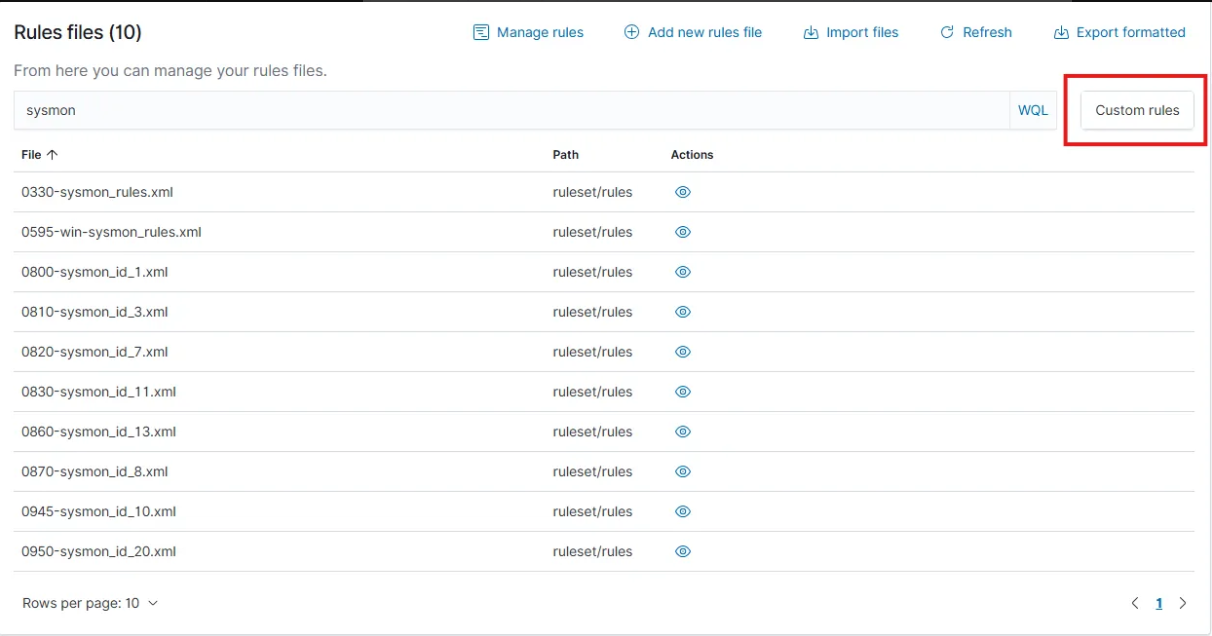 Rules files (10) Manage rules Add new rules file Import files Refresh Export formatted
From here you can manage your rules files.
sysmon WQL Custom rules
File Path Actions
0330-sysmon_rules.xml ruleset/rules
0595-win-sysmon_rules.xml ruleset/rules
0800-sysmon_id_1.xml ruleset/rules
0810-sysmon_id_3.xml ruleset/rules
0820-sysmon_id_7.xml ruleset/rules
0830-sysmon_id_11.xml ruleset/rules
0860-sysmon_id_13.xml ruleset/rules
0870-sysmon_id_8.xml ruleset/rules
0945-sysmon_id_10.xml ruleset/rules
0950-sysmon_id_20.xml ruleset/rules
Rows per page: 10 1